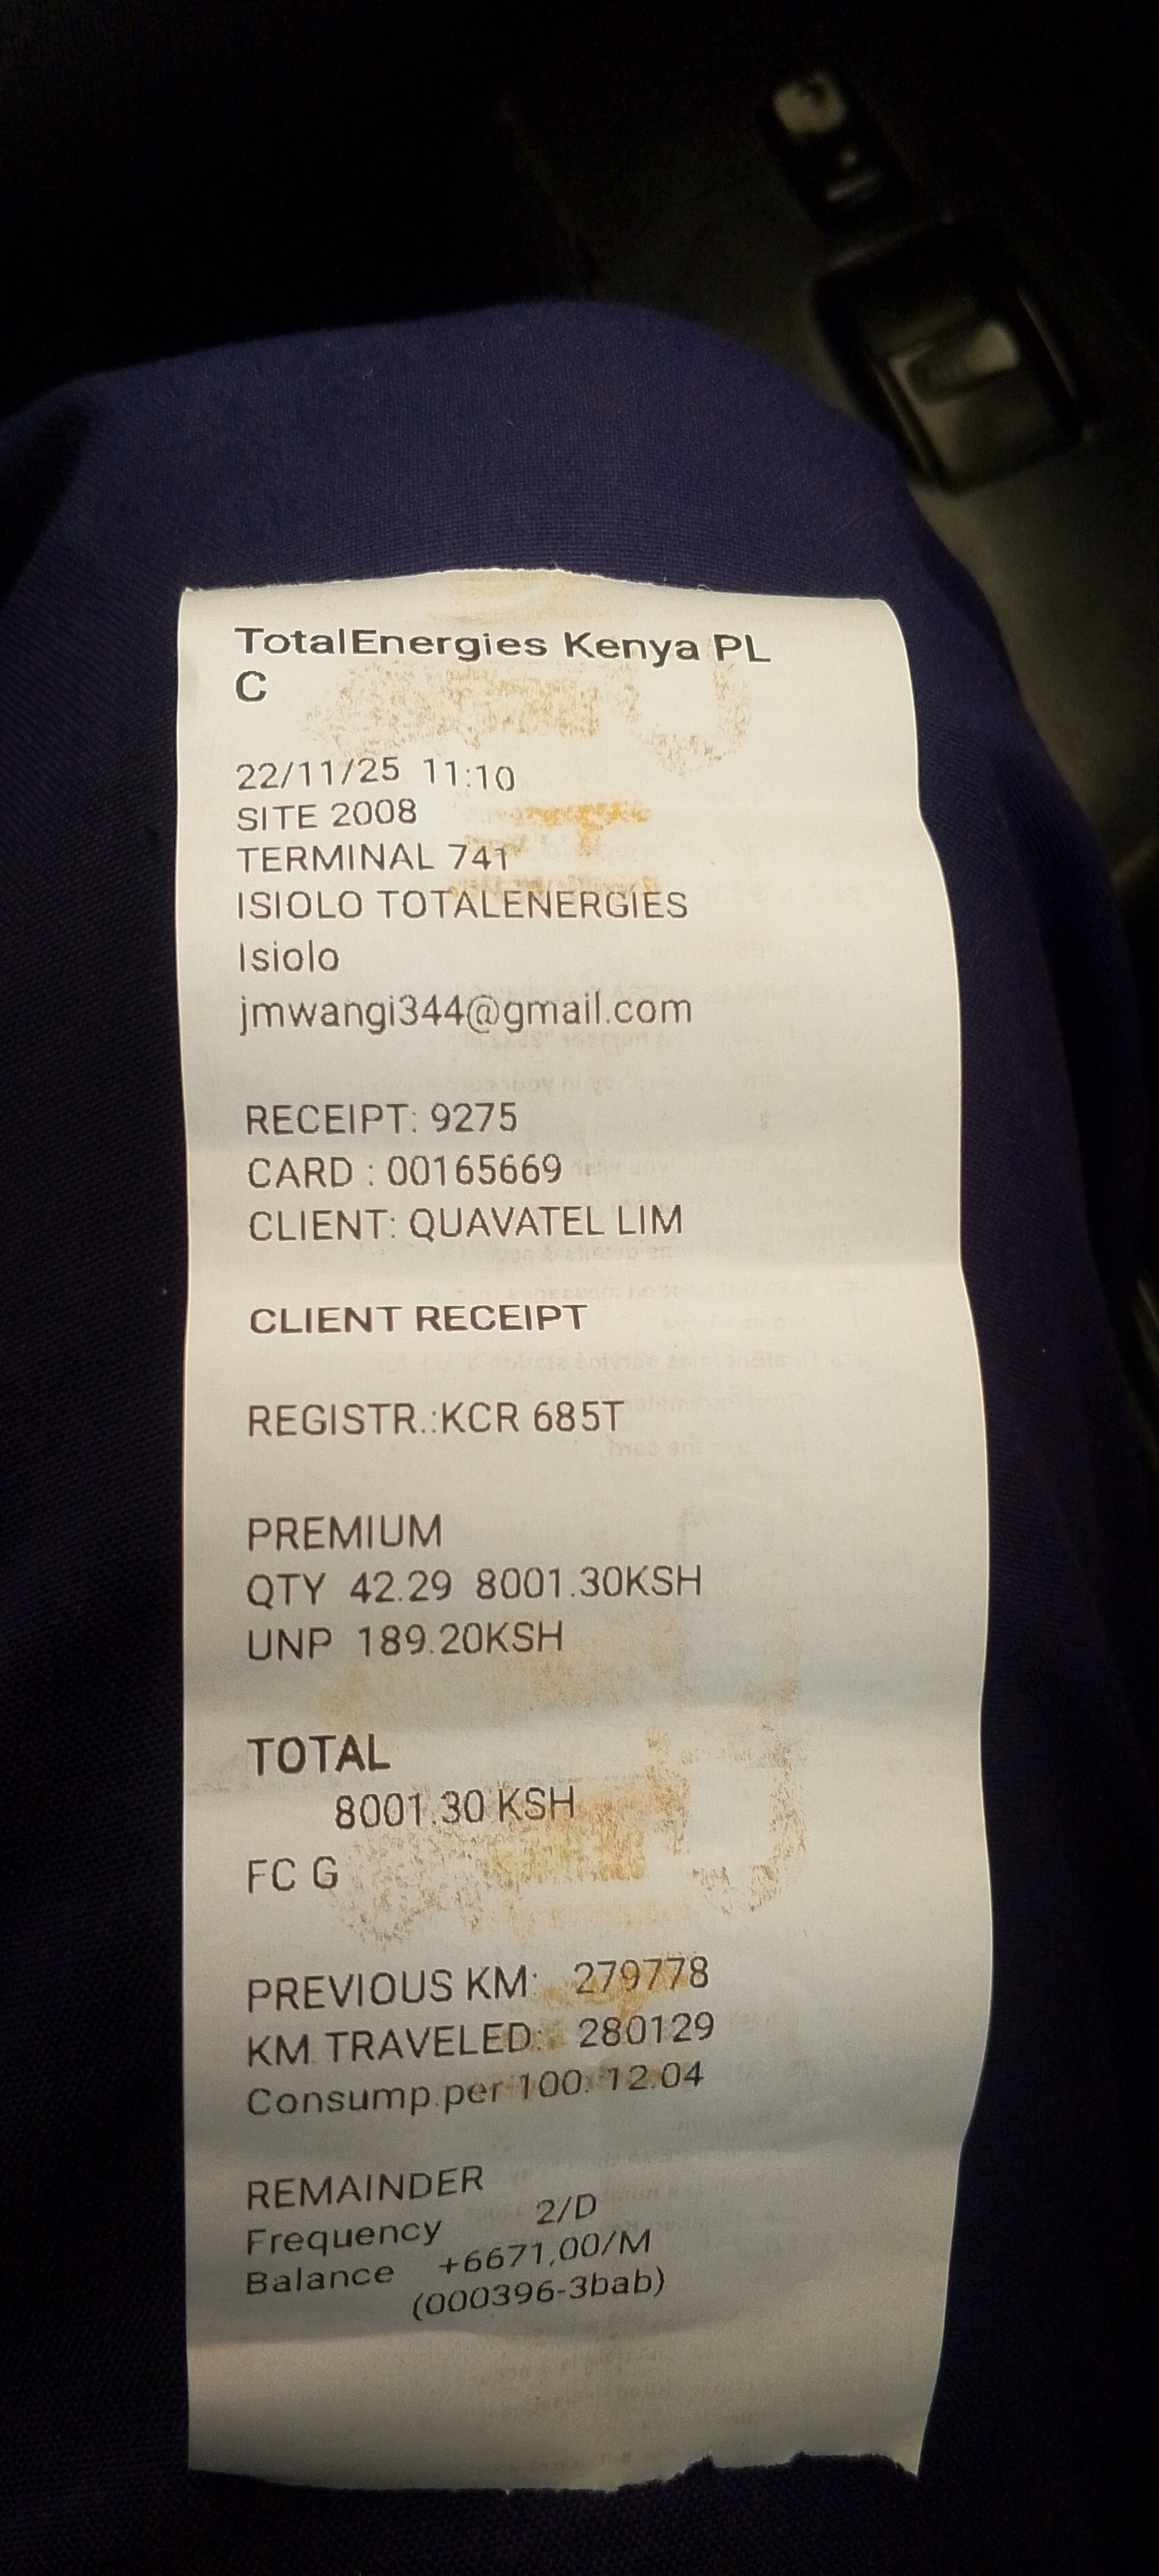 TotalEnergies Kenya PL
C
22/11/25 11:10
SITE 2008
TERMINAL 741
ISIOLO TOTALENERGIES
Isiolo
jmwangi344@gmail.com
RECEIPT: 9275
CARD : 00165669
CLIENT: QUAVATEL LIM
CLIENT RECEIPT
REGISTR.:KCR 685T
PREMIUM
QTY 42.29 8001.30KSH
UNP 189.20KSH
TOTAL
8001.30 KSH
FC G
PREVIOUS KM: 279778
KM TRAVELED: 280129
Consump.per 100: 12.04
REMAINDER
Frequency 2/D
Balance +6671,00/M
(000396-3bab)